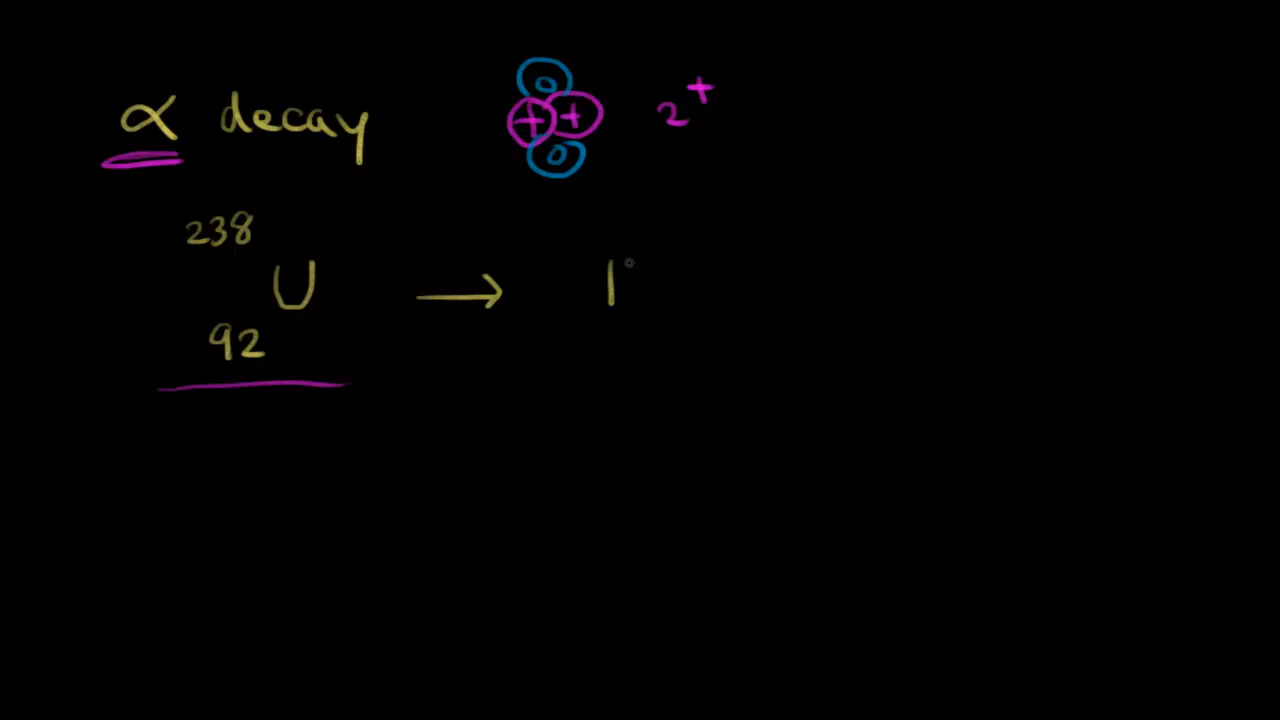 α decay 2+
238
U → |
92